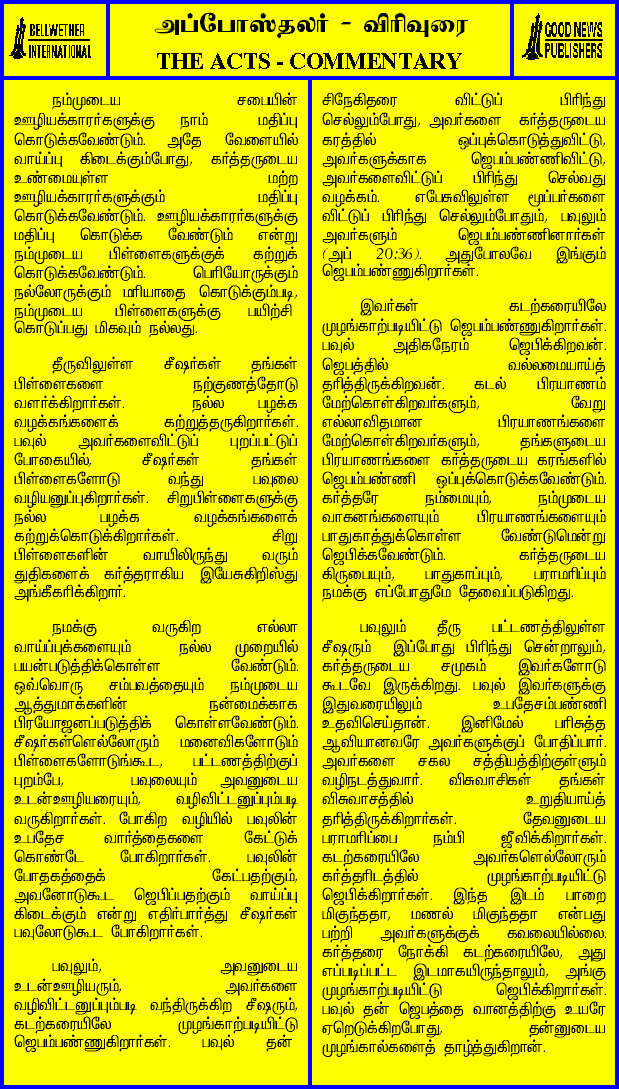 BELLWETHER
INTERNATIONAL
அப்போஸ்தலர் - விரிவுரை
THE ACTS - COMMENTARY
GOOD NEWS
PUBLISHERS
நம்முடைய சபையின்
ஊழியக்காரர்களுக்கு நாம் மதிப்பு
கொடுக்கவேண்டும். அதே வேளையில்
வாய்ப்பு கிடைக்கும்போது, கர்த்தருடைய
உண்மையுள்ள மற்ற
ஊழியக்காரர்களுக்கும் மதிப்பு
கொடுக்கவேண்டும். ஊழியக்காரர்களுக்கு
மதிப்பு கொடுக்க வேண்டும் என்று
நம்முடைய பிள்ளைகளுக்குக் கற்றுக்
கொடுக்கவேண்டும். பெரியோருக்கும்
நல்லோருக்கும் மரியாதை கொடுக்கும்படி,
நம்முடைய பிள்ளைகளுக்கு பயிற்சி
கொடுப்பது மிகவும் நல்லது.
தீருவிலுள்ள சீஷர்கள் தங்கள்
பிள்ளைகளை நற்குணத்தோடு
வளர்க்கிறார்கள். நல்ல பழக்க
வழக்கங்களைக் கற்றுத்தருகிறார்கள்.
பவுல் அவர்களைவிட்டுப் புறப்பட்டுப்
போகையில், சீஷர்கள் தங்கள்
பிள்ளைகளோடு வந்து பவுலை
வழியனுப்புகிறார்கள். சிறுபிள்ளைகளுக்கு
நல்ல பழக்க வழக்கங்களைக்
கற்றுக்கொடுக்கிறார்கள். சிறு
பிள்ளைகளின் வாயிலிருந்து வரும்
துதிகளைக் கர்த்தராகிய இயேசுகிறிஸ்து
அங்கீகரிக்கிறார்.
நமக்கு வருகிற எல்லா
வாய்ப்புக்களையும் நல்ல முறையில்
பயன்படுத்திக்கொள்ள வேண்டும்.
ஒவ்வொரு சம்பவத்தையும் நம்முடைய
ஆத்துமாக்களின் நன்மைக்காக
பிரயோஜனப்படுத்திக் கொள்ளவேண்டும்.
சீஷர்கள்ளெல்லோரும் மனைவிகளோடும்
பிள்ளைகளோடுங்கூட, பட்டணத்திற்குப்
புறம்பே, பவுலையும் அவனுடைய
உடன்ஊழியரையும், வழிவிட்டனுப்பும்படி
வருகிறார்கள். போகிற வழியில் பவுலின்
உபதேச வார்த்தைகளை கேட்டுக்
கொண்டே போகிறார்கள். பவுலின்
போதகத்தைக் கேட்பதற்கும்,
அவனோடுகூட ஜெபிப்பதற்கும் வாய்ப்பு
கிடைக்கும் என்று எதிர்பார்த்து சீஷர்கள்
பவுலோடுகூட போகிறார்கள்.
பவுலும், அவனுடைய
உடன்ஊழியரும், அவர்களை
வழிவிட்டனுப்பும்படி வந்திருக்கிற சீஷரும்,
கடற்கரையிலே முழங்காற்படியிட்டு
ஜெபம்பண்ணுகிறார்கள். பவுல் தன்
சிநேகிதரை விட்டுப் பிரிந்து
செல்லும்போது, அவர்களை கர்த்தருடைய
கரத்தில் ஒப்புக்கொடுத்துவிட்டு,
அவர்களுக்காக ஜெபம்பண்ணிவிட்டு,
அவர்களைவிட்டுப் பிரிந்து செல்வது
வழக்கம். எபேசுவிலுள்ள மூப்பர்களை
விட்டுப் பிரிந்து செல்லும்போதும், பவுலும்
அவர்களும் ஜெபம்பண்ணினார்கள்
(அப் 20:36). அதுபோலவே இங்கும்
ஜெபம்பண்ணுகிறார்கள்.
இவர்கள் கடற்கரையிலே
முழங்காற்படியிட்டு ஜெபம்பண்ணுகிறார்கள்.
பவுல் அதிகநேரம் ஜெபிக்கிறவன்.
ஜெபத்தில் வல்லமையாய்த்
தரித்திருக்கிறவன். கடல் பிரயாணம்
மேற்கொள்கிறவர்களும், வேறு
எல்லாவிதமான பிரயாணங்களை
மேற்கொள்கிறவர்களும், தங்களுடைய
பிரயாணங்களை கர்த்தருடைய கரங்களில்
ஜெபம்பண்ணி ஒப்புக்கொடுக்கவேண்டும்.
கர்த்தரே நம்மையும், நம்முடைய
வாகனங்களையும் பிரயாணங்களையும்
பாதுகாத்துக்கொள்ள வேண்டுமென்று
ஜெபிக்கவேண்டும். கர்த்தருடைய
கிருபையும், பாதுகாப்பும், பராமரிப்பும்
நமக்கு எப்போதுமே தேவைப்படுகிறது.
பவுலும் தீரு பட்டணத்திலுள்ள
சீஷரும் இப்போது பிரிந்து சென்றாலும்,
கர்த்தருடைய சமுகம் இவர்களோடு
கூடவே இருக்கிறது. பவுல் இவர்களுக்கு
இதுவரையிலும் உபதேசம்பண்ணி
உதவிசெய்தான். இனிமேல் பரிசுத்த
ஆவியானவரே அவர்களுக்குப் போதிப்பார்.
அவர்களை சகல சத்தியத்திற்குள்ளும்
வழிநடத்துவார். விசுவாசிகள் தங்கள்
விசுவாசத்தில் உறுதியாய்த்
தரித்திருக்கிறார்கள். தேவனுடைய
பராமரிப்பை நம்பி ஜீவிக்கிறார்கள்.
கடற்கரையிலே அவர்களெல்லோரும்
கர்த்தரிடத்தில் முழங்காற்படியிட்டு
ஜெபிக்கிறார்கள். இந்த இடம் பாறை
மிகுந்ததா, மணல் மிகுந்ததா என்பது
பற்றி அவர்களுக்குக் கவலையில்லை.
கர்த்தரை நோக்கி கடற்கரையிலே, அது
எப்படிப்பட்ட இடமாகயிருந்தாலும், அங்கு
முழங்காற்படியிட்டு ஜெபிக்கிறார்கள்.
பவுல் தன் ஜெபத்தை வானத்திற்கு உயரே
ஏறெடுக்கிறபோது, தன்னுடைய
முழங்கால்களைத் தாழ்த்துகிறான்.